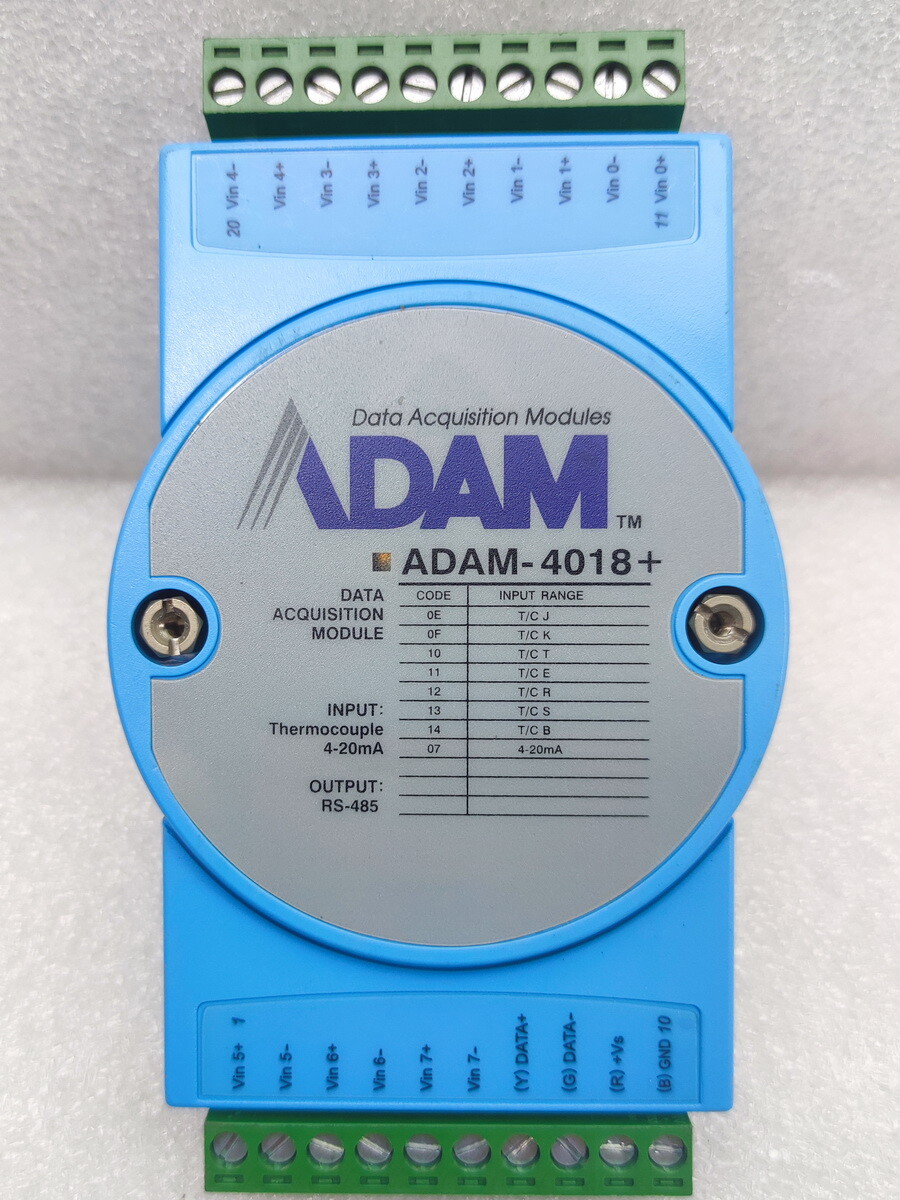 20 Vin 4- Vin 4+ Vin 3- Vin 3+ Vin 2- Vin 2+ Vin 1- Vin 1+ Vin 0- 11 Vin 0+
Data Acquisition Modules
ADAM TM
ADAM-4018+
DATA
ACQUISITION
MODULE
INPUT:
Thermocouple
4-20mA
OUTPUT:
RS-485
CODE INPUT RANGE
0E T/C J
0F T/C K
10 T/C T
11 T/C E
12 T/C R
13 T/C S
14 T/C B
07 4-20mA
Vin 5+ 1 Vin 5- Vin 6+ Vin 6- Vin 7+ Vin 7- (Y) DATA+ (G) DATA- (R) +Vs (B) GND 10